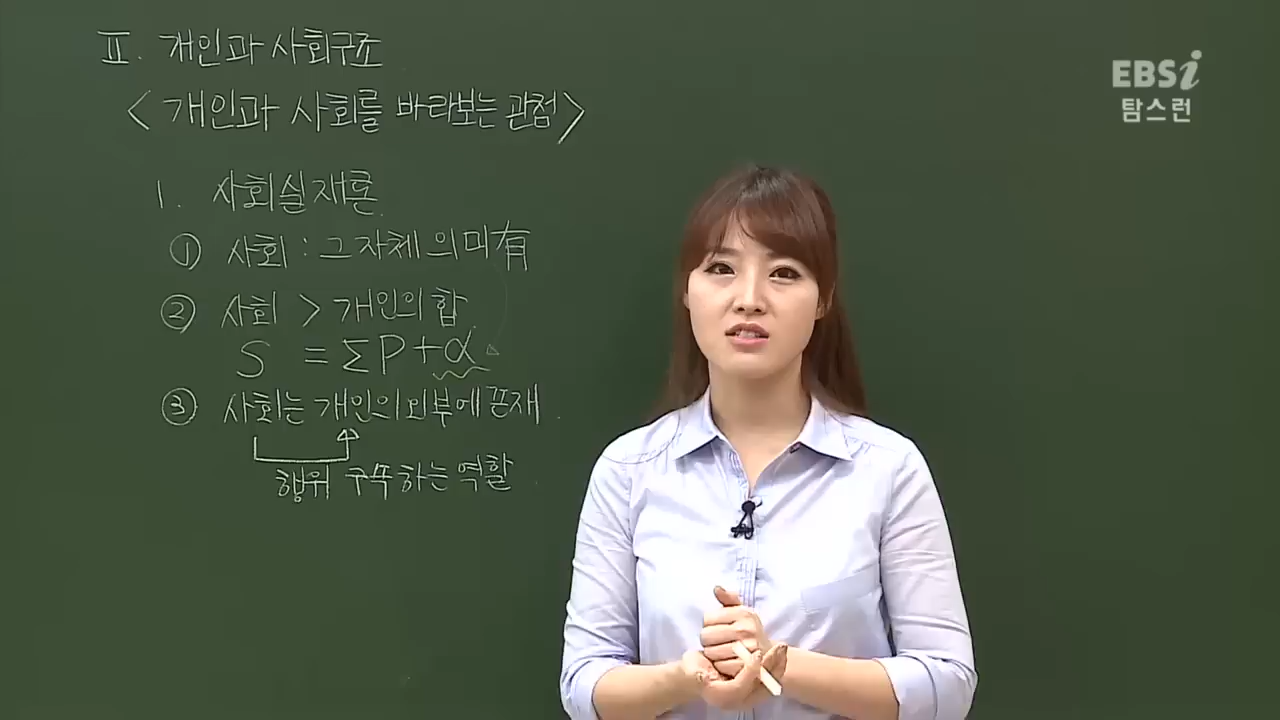 Ⅱ. 개인과 사회구조
< 개인과 사회를 바라보는 관점 >
1. 사회실재론
① 사회 : 그 자체 의미有
② 사회 > 개인의 합
S = ΣP + α
③ 사회는 개인의 외부에 존재.
행위 구속하는 역할.
EBSi
탐스런